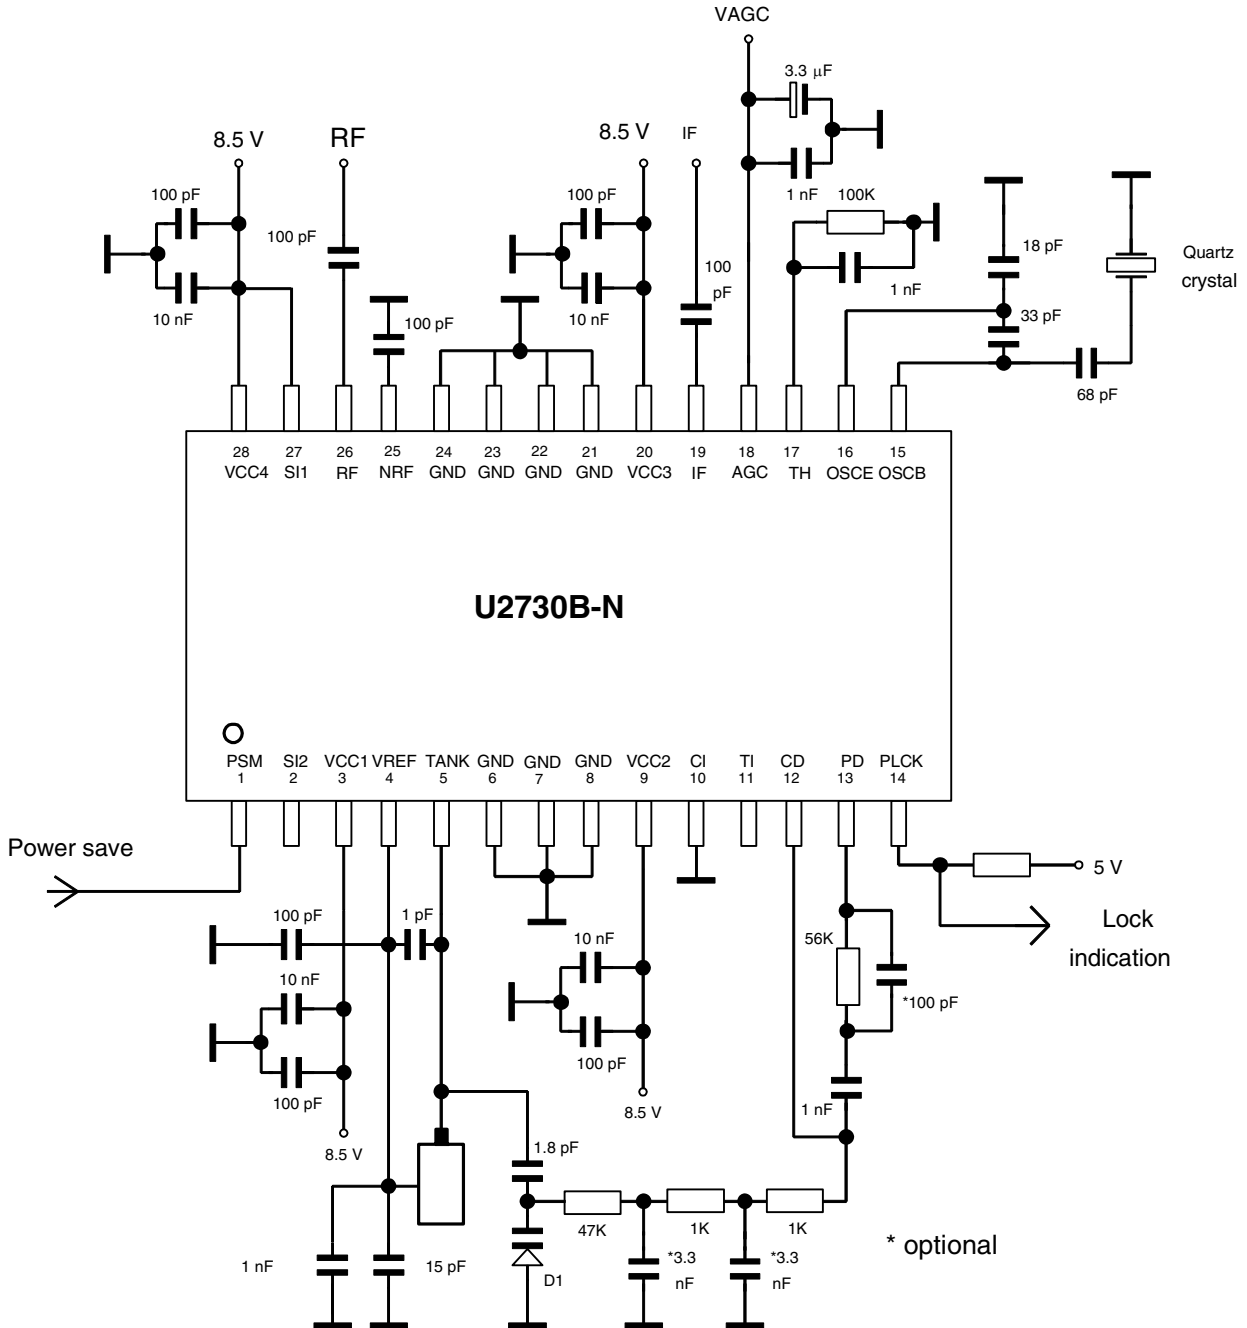 VAGC
3.3 μF
8.5 V
RF
8.5 V
IF
1 nF
100 pF
100 pF
100 pF
100K
100 pF
18 pF
Quartz
crystal
1 nF
10 nF
100 pF
10 nF
33 pF
68 pF
28 27 26 25 24 23 22 21 20 19 18 17 16 15
VCC4 SI1 RF NRF GND GND GND GND VCC3 IF AGC TH OSCE OSCB
U2730B-N
PSM SI2 VCC1 VREF TANK GND GND GND VCC2 CI TI CD PD PLCK
1 2 3 4 5 6 7 8 9 10 11 12 13 14
Power save
5 V
100 pF
1 pF
Lock
indication
10 nF
56K
10 nF
*100 pF
100 pF
100 pF
1 nF
8.5 V
8.5 V
1.8 pF
47K
1K
1K
* optional
1 nF
15 pF
D1
*3.3
nF
*3.3
nF